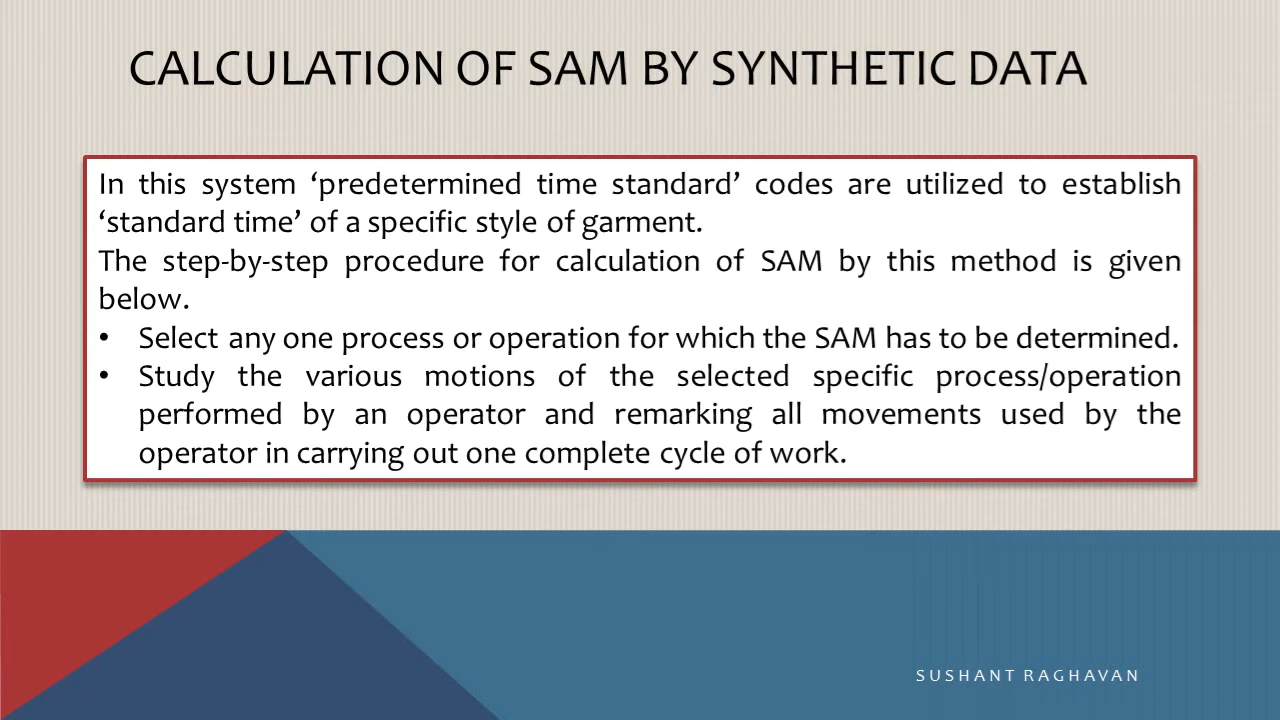 CALCULATION OF SAM BY SYNTHETIC DATA
In this system ‘predetermined time standard’ codes are utilized to establish
‘standard time’ of a specific style of garment.
The step-by-step procedure for calculation of SAM by this method is given
below.
• Select any one process or operation for which the SAM has to be determined.
• Study the various motions of the selected specific process/operation
performed by an operator and remarking all movements used by the
operator in carrying out one complete cycle of work.
SUSHANT RAGHAVAN